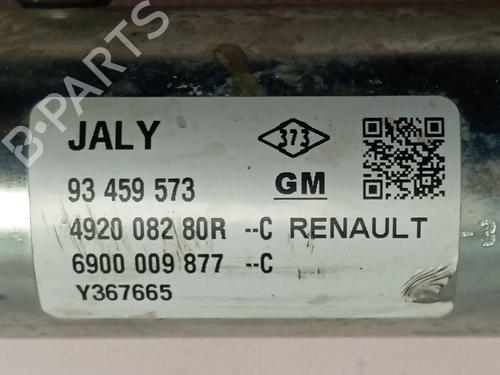 B-PARTS
JALY
373
93 459 573
GM
4920 082 80R --C RENAULT
6900 009 877 --C
Y367665